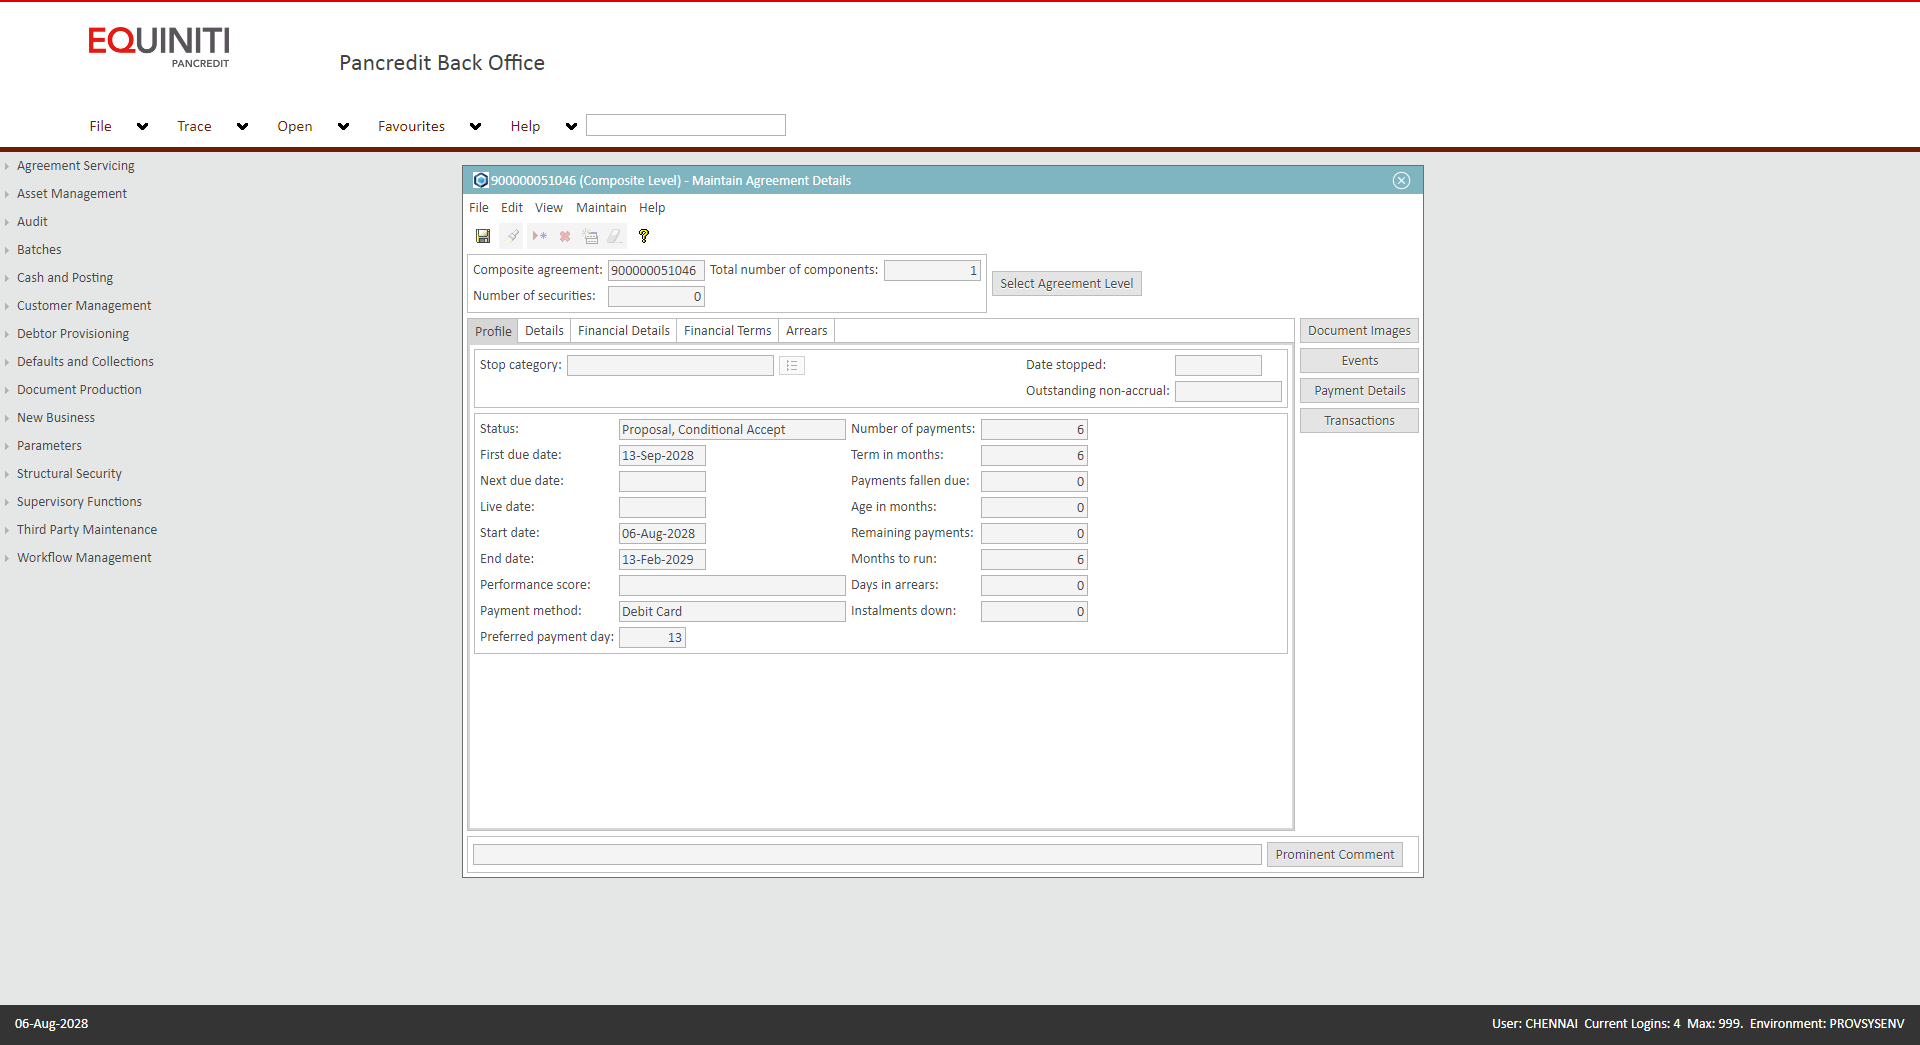 EQUINITI
PANCREDIT
Pancredit Back Office
File Trace Open Favourites Help
Agreement Servicing
Asset Management
Audit
Batches
Cash and Posting
Customer Management
Debtor Provisioning
Defaults and Collections
Document Production
New Business
Parameters
Structural Security
Supervisory Functions
Third Party Maintenance
Workflow Management
900000051046 (Composite Level) - Maintain Agreement Details
File Edit View Maintain Help
Composite agreement: 900000051046 Total number of components: 1
Number of securities: 0
Select Agreement Level
Profile Details Financial Details Financial Terms Arrears
Stop category: Date stopped:
Outstanding non-accrual:
Status: Proposal, Conditional Accept Number of payments: 6
First due date: 13-Sep-2028 Term in months: 6
Next due date: Payments fallen due: 0
Live date: Age in months: 0
Start date: 06-Aug-2028 Remaining payments: 0
End date: 13-Feb-2029 Months to run: 6
Performance score: Days in arrears: 0
Payment method: Debit Card Instalments down: 0
Preferred payment day: 13
Document Images
Events
Payment Details
Transactions
Prominent Comment
06-Aug-2028 User: CHENNAI Current Logins: 4 Max: 999. Environment: PROVSYSENV